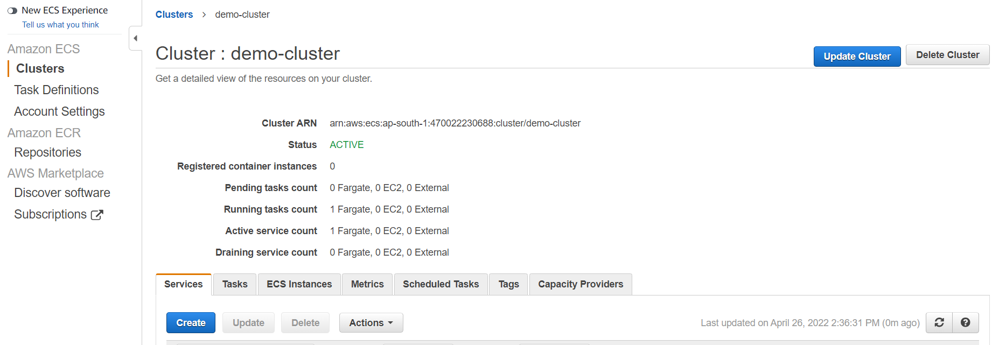 New ECS Experience
Tell us what you think
Amazon ECS
Clusters
Task Definitions
Account Settings
Amazon ECR
Repositories
AWS Marketplace
Discover software
Subscriptions
Clusters > demo-cluster
Cluster : demo-cluster
Update Cluster
Delete Cluster
Get a detailed view of the resources on your cluster.
Cluster ARN arn:aws:ecs:ap-south-1:470022230688:cluster/demo-cluster
Status ACTIVE
Registered container instances 0
Pending tasks count 0 Fargate, 0 EC2, 0 External
Running tasks count 1 Fargate, 0 EC2, 0 External
Active service count 1 Fargate, 0 EC2, 0 External
Draining service count 0 Fargate, 0 EC2, 0 External
Services Tasks ECS Instances Metrics Scheduled Tasks Tags Capacity Providers
Create Update Delete Actions Last updated on April 26, 2022 2:36:31 PM (0m ago)